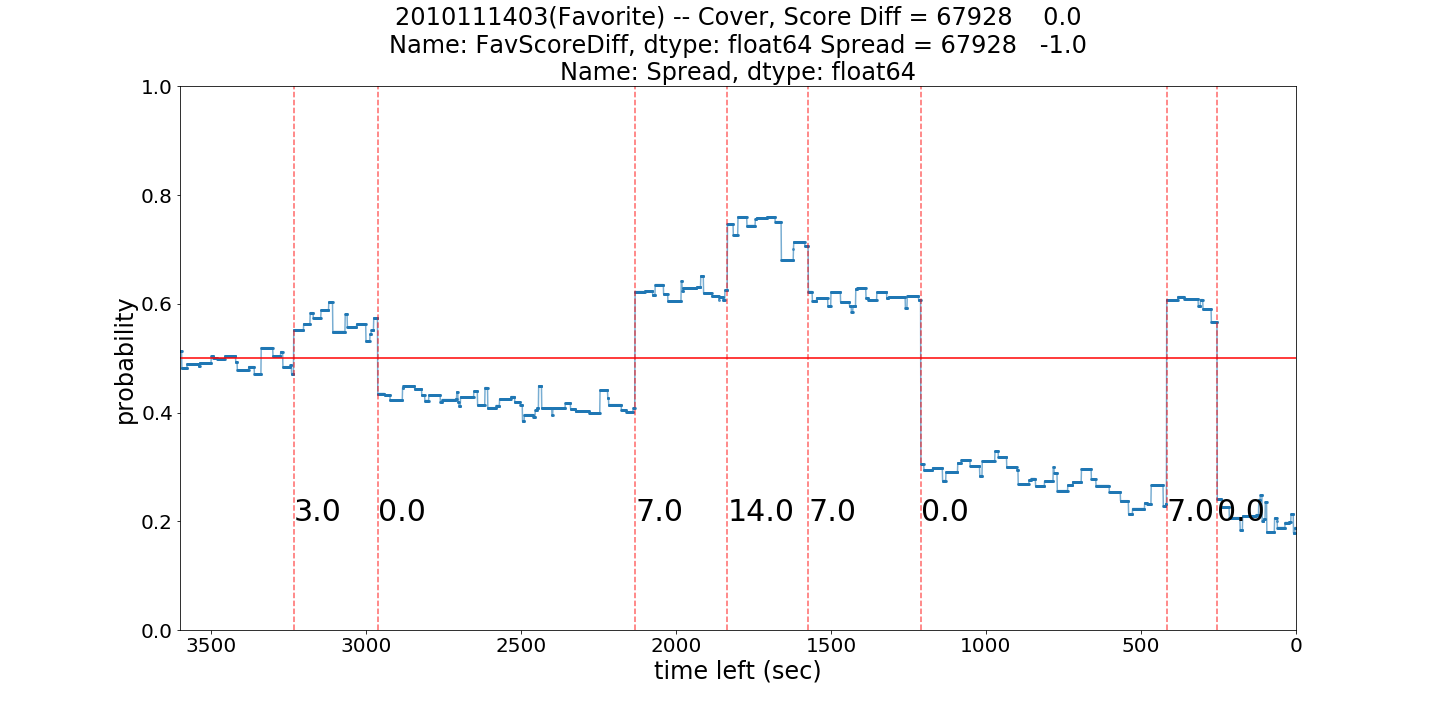 2010111403(Favorite) -- Cover, Score Diff = 67928    0.0
Name: FavScoreDiff, dtype: float64 Spread = 67928   -1.0
Name: Spread, dtype: float64
1.0
0.8
0.6
0.4
0.2
0.0
probability
3.0 0.0 7.0 14.0 7.0 0.0 7.0 0.0
3500 3000 2500 2000 1500 1000 500 0
time left (sec)